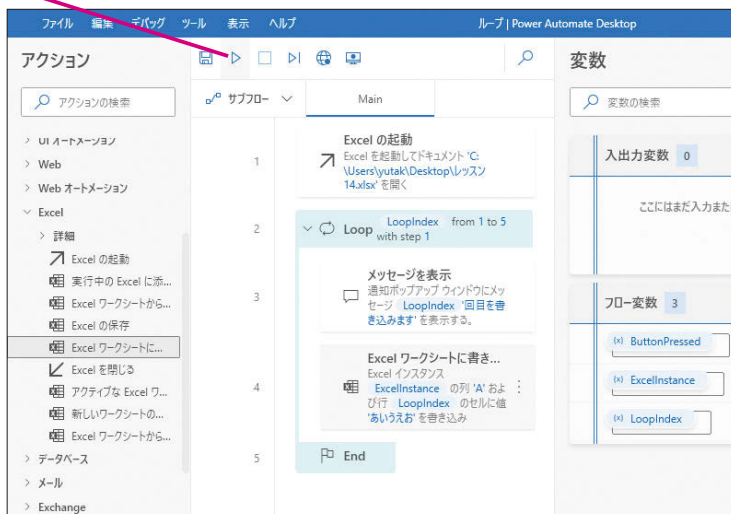 ファイル 編集 デバッグ ツール 表示 ヘルプ
ループ | Power Automate Desktop
アクション
アクションの検索
UI オートメーション
Web
Web オートメーション
Excel
詳細
Excel の起動
実行中の Excel に添...
Excel ワークシートから...
Excel の保存
Excel ワークシートに...
Excel を閉じる
アクティブな Excel ワ...
新しいワークシートの...
Excel ワークシートから...
データベース
メール
Exchange
サブフロー
Main
1
Excel の起動
Excel を起動してドキュメント 'C:
\Users\yutak\Desktop\レッスン
14.xlsx' を開く
2
Loop LoopIndex from 1 to 5
with step 1
3
メッセージを表示
通知ポップアップ ウィンドウにメッ
セージ LoopIndex '回目を書
き込みます' を表示する。
4
Excel ワークシートに書き...
Excel インスタンス
ExcelInstance の列 'A' およ
び行 LoopIndex のセルに値
'あいうえお' を書き込み
5
End
変数
変数の検索
入出力変数 0
ここにはまだ入力また
フロー変数 3
(x) ButtonPressed
(x) ExcelInstance
(x) LoopIndex